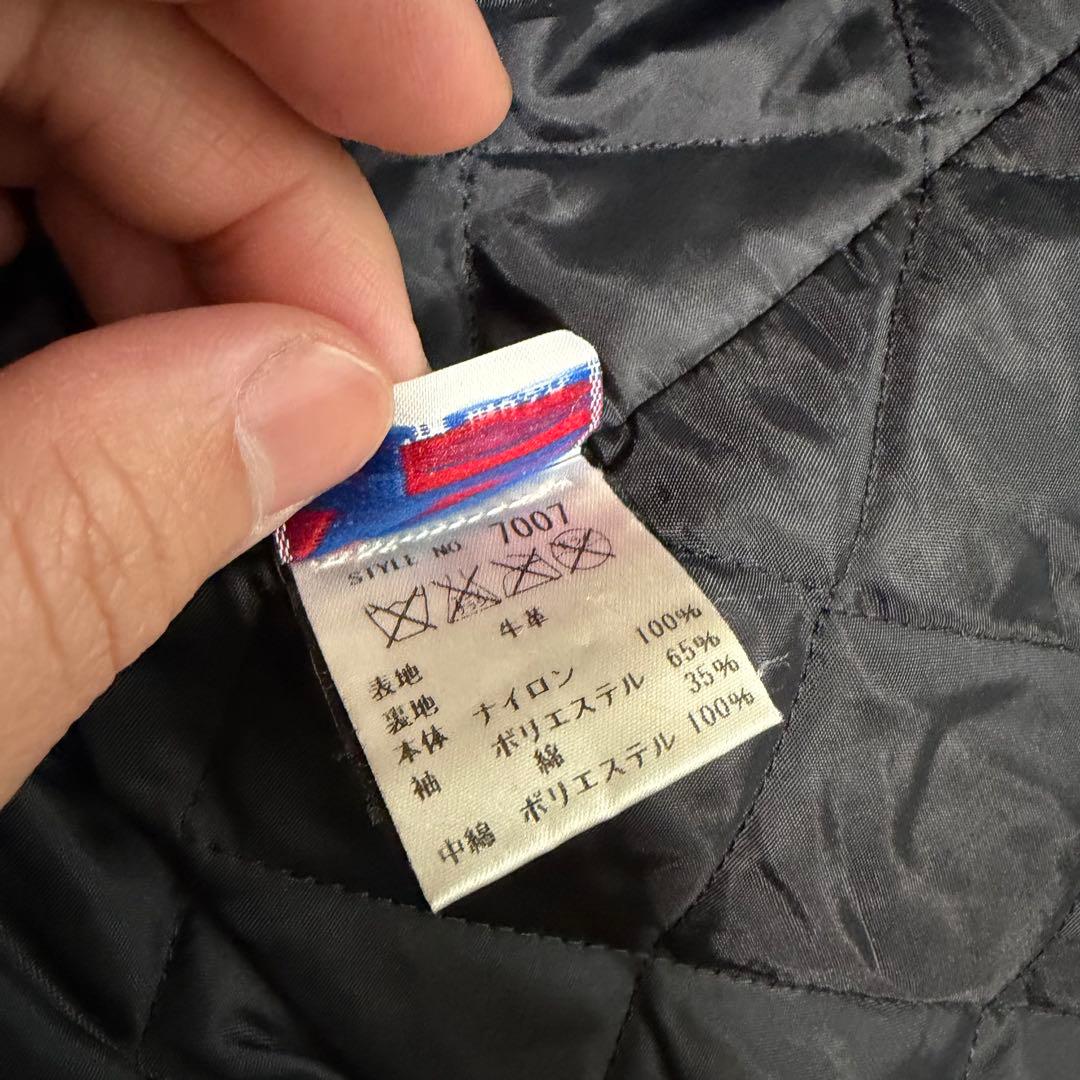 STYLE NO 7007
表地 牛革
裏地
本体 ナイロン 100%
袖 ポリエステル 65%
綿 35%
中綿 ポリエステル 100%